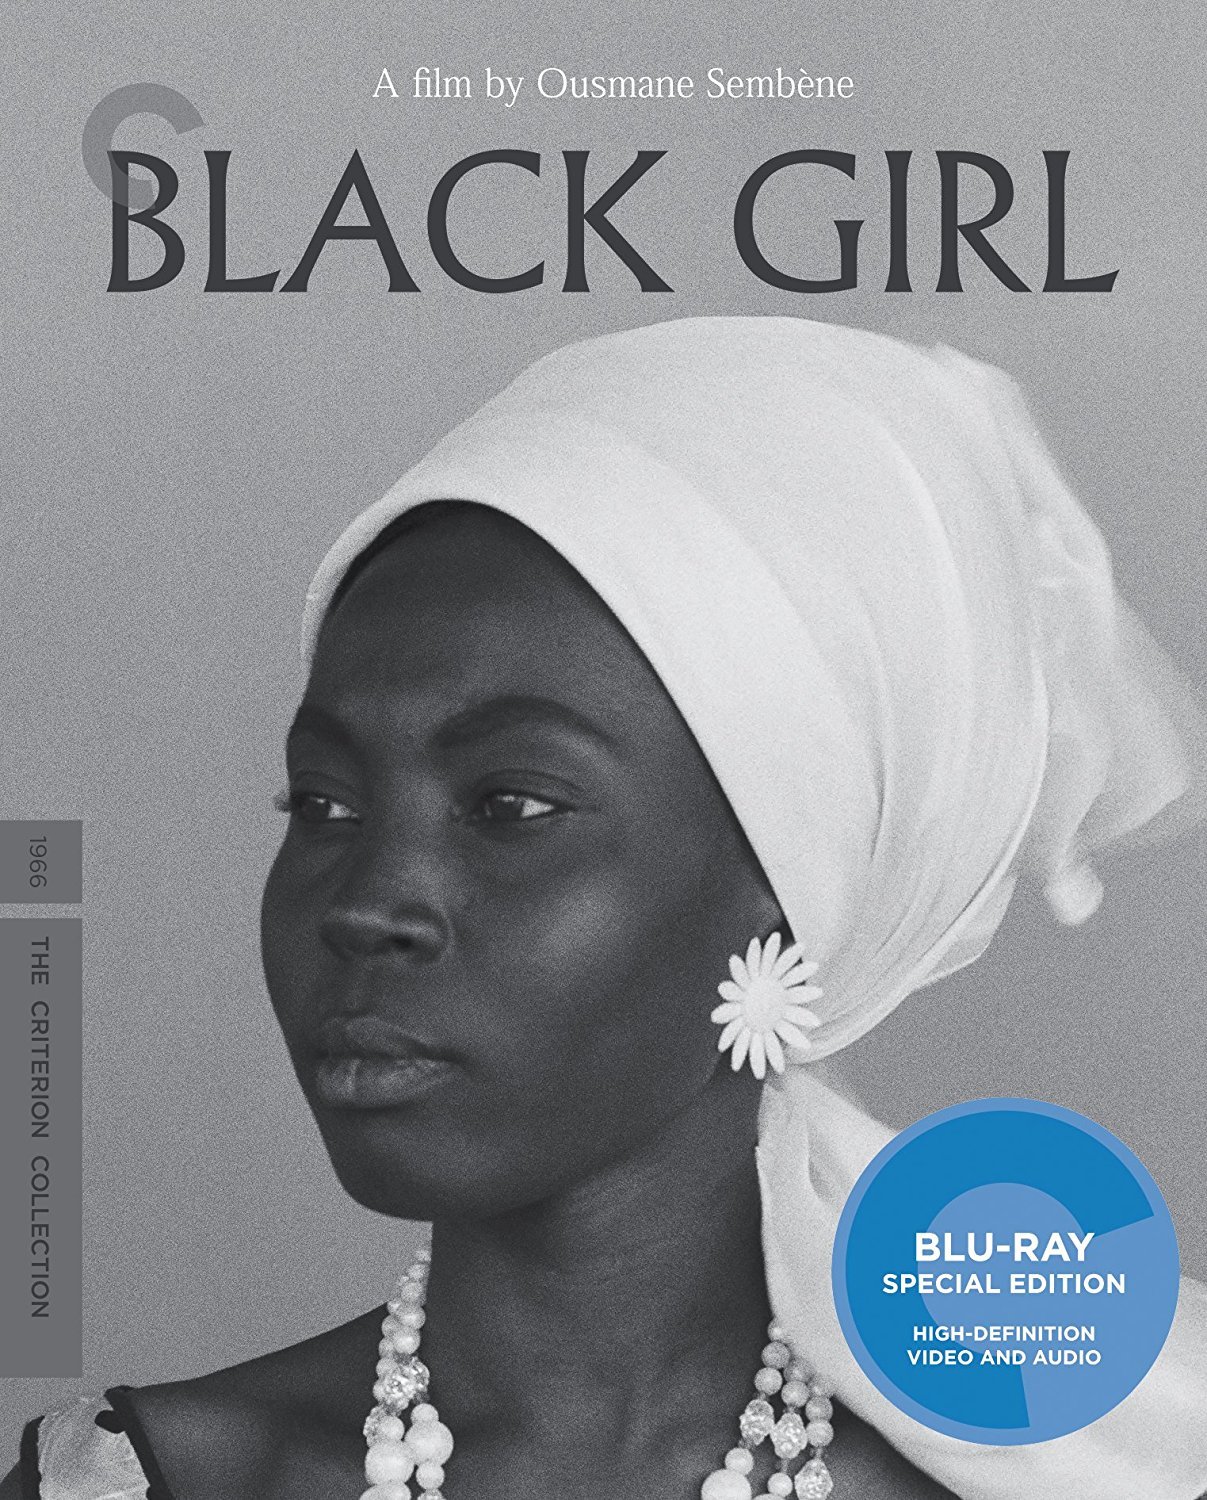 A film by Ousmane Sembène
BLACK GIRL
1966
THE CRITERION COLLECTION
BLU-RAY
SPECIAL EDITION
HIGH-DEFINITION
VIDEO AND AUDIO